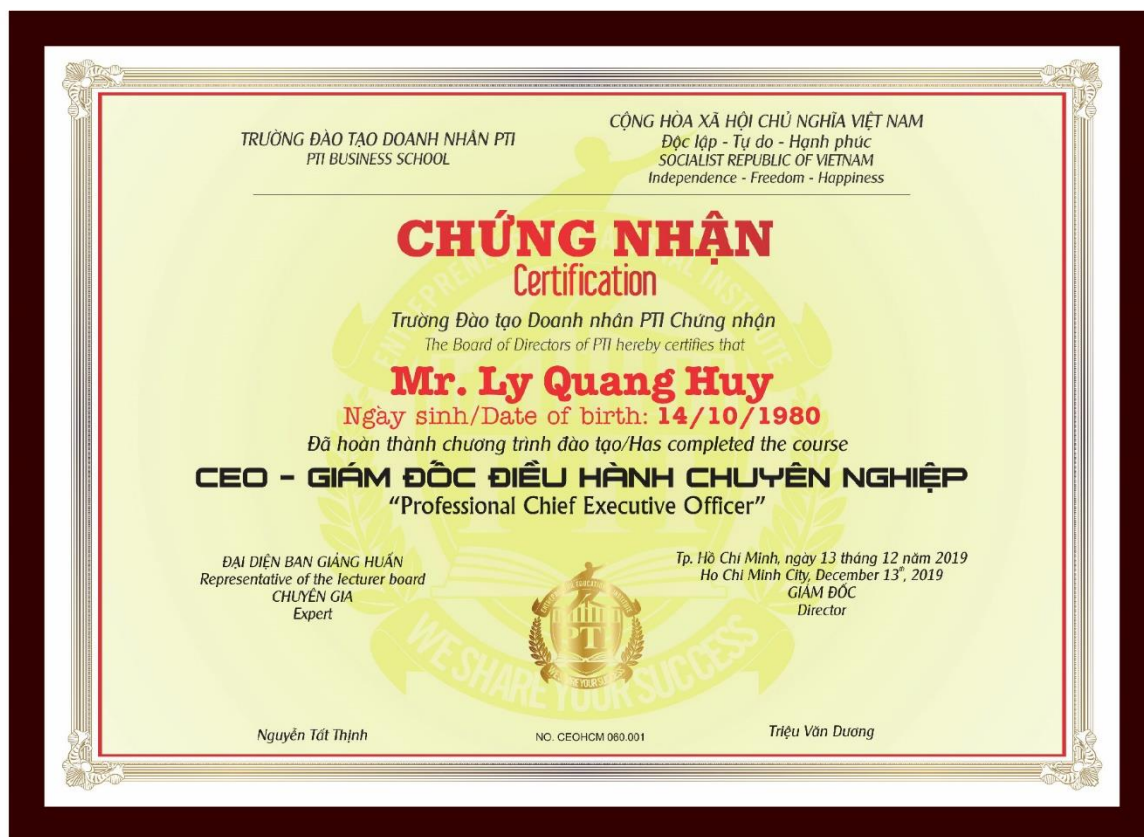 TRƯỜNG ĐÀO TẠO DOANH NHÂN PTI
PTI BUSINESS SCHOOL
CỘNG HÒA XÃ HỘI CHỦ NGHĨA VIỆT NAM
Độc lập - Tự do - Hạnh phúc
SOCIALIST REPUBLIC OF VIETNAM
Independence - Freedom - Happiness
CHỨNG NHẬN
Certification
Trường Đào tạo Doanh nhân PTI Chứng nhận
The Board of Directors of PTI hereby certifies that
Mr. Ly Quang Huy
Ngày sinh/Date of birth: 14/10/1980
Đã hoàn thành chương trình đào tạo/Has completed the course
CEO - GIÁM ĐỐC ĐIỀU HÀNH CHUYÊN NGHIỆP
“Professional Chief Executive Officer”
ĐẠI DIỆN BAN GIẢNG HUẤN
Representative of the lecturer board
CHUYÊN GIA
Expert
Tp. Hồ Chí Minh, ngày 13 tháng 12 năm 2019
Ho Chi Minh City, December 13th, 2019
GIÁM ĐỐC
Director
PTI
WE SHARE YOUR SUCCESS
Nguyễn Tất Thịnh
NO. CEOHCM 060.001
Triệu Văn Dương